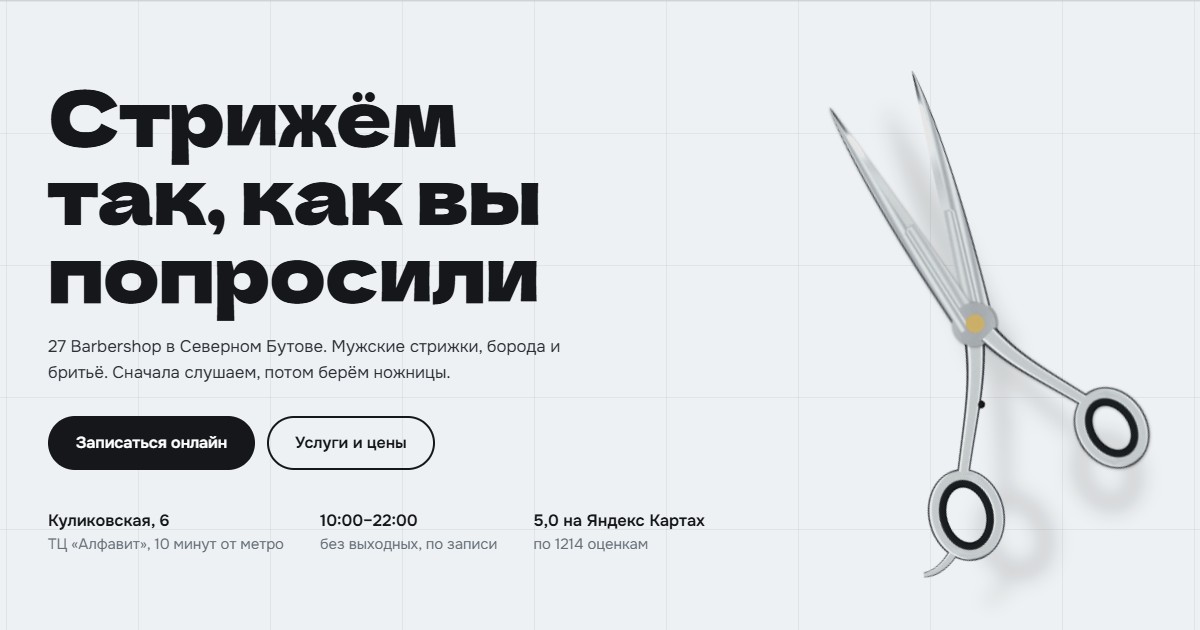 Стрижём
так, как вы
попросили
27 Barbershop в Северном Бутове. Мужские стрижки, борода и
бритьё. Сначала слушаем, потом берём ножницы.
Записаться онлайн
Услуги и цены
Куликовская, 6
ТЦ «Алфавит», 10 минут от метро
10:00–22:00
без выходных, по записи
5,0 на Яндекс Картах
по 1214 оценкам